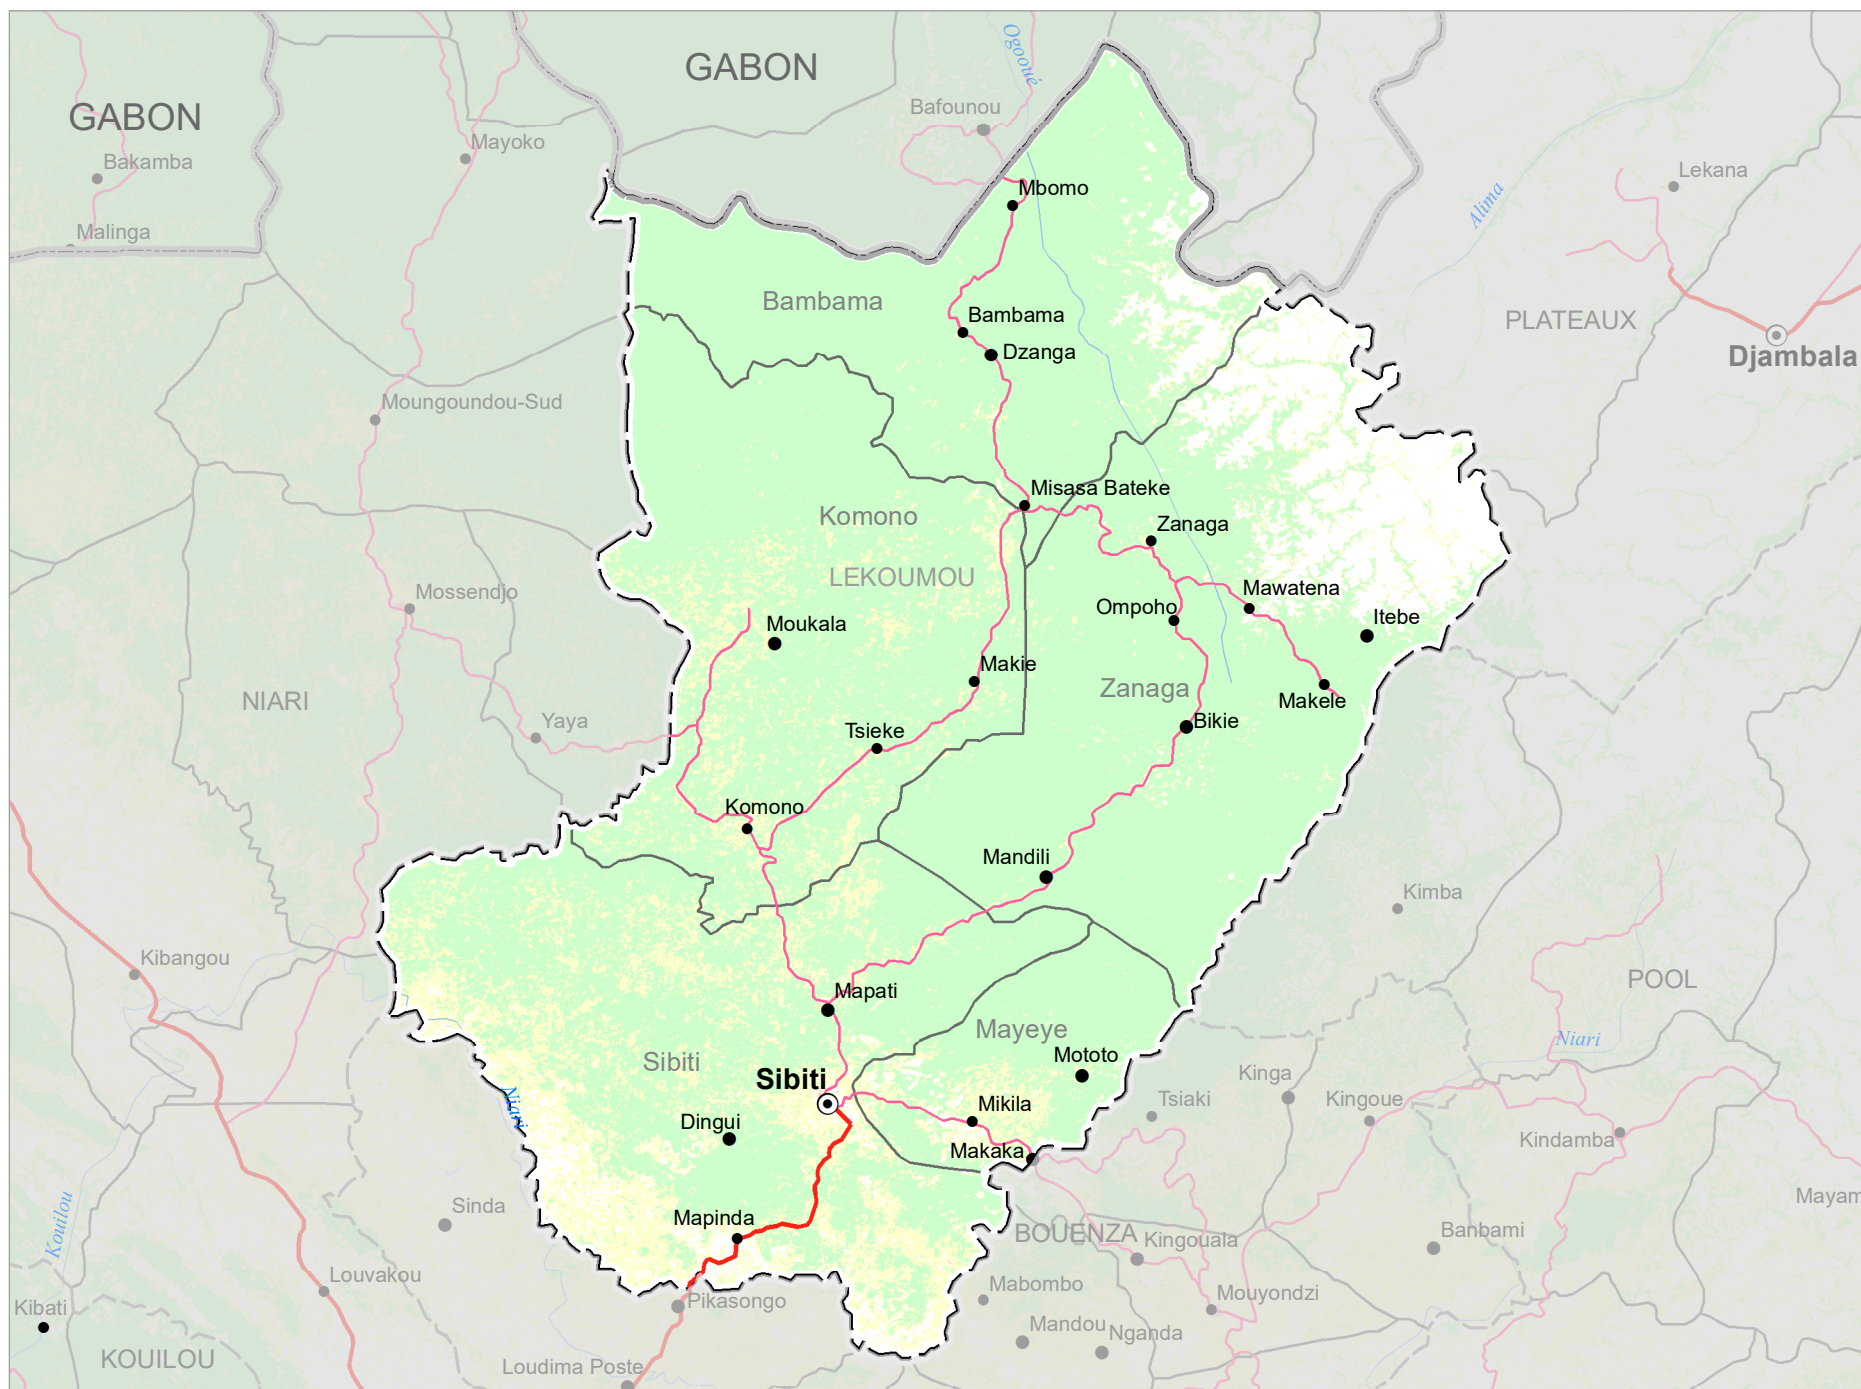 GABON
GABON
Ogooué
Bafounou
Mayoko
Bakamba
Lekana
Mbomo
Alima
Malinga
Bambama
Bambama
PLATEAUX
Dzanga
Djambala
Moungoundou-Sud
Misasa Bateke
Komono
Zanaga
LEKOUMOU
Mossendjo
Mawatena
Ompoho
Itebe
Moukala
Makie
Zanaga
NIARI
Makele
Yaya
Bikie
Tsieke
Komono
Mandili
Kimba
Kibangou
POOL
Mapati
Mayeye
Niari
Mototo
Sibiti
Kinga
Sibiti
Niari
Mikila
Tsiaki
Kingoue
Dingui
Kindamba
Makaka
Kouilou
Sinda
Mayam
Mapinda
BOUENZA
Banbami
Kingouala
Louvakou
Mabombo
Mouyondzi
Pikasongo
Kibati
Mandou
Nganda
KOUILOU
Loudima Poste